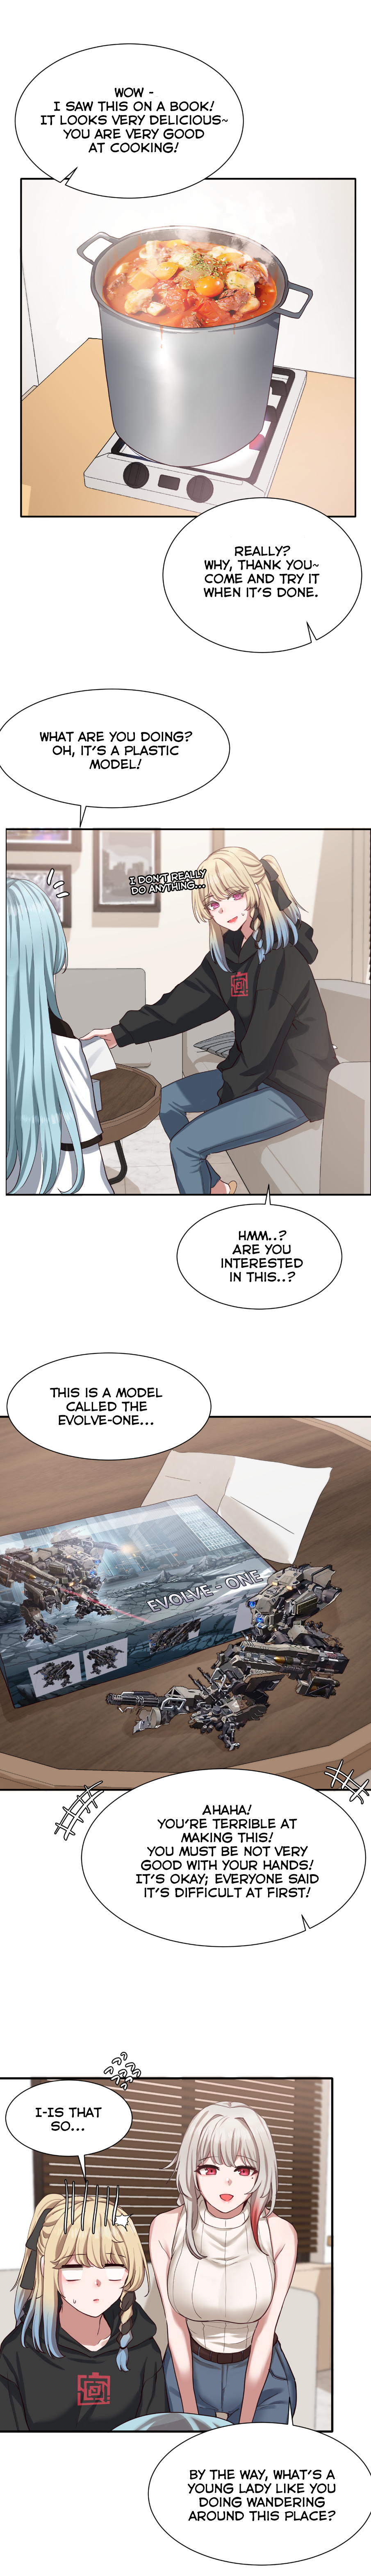 WOW -
I SAW THIS ON A BOOK!
IT LOOKS VERY DELICIOUS~
YOU ARE VERY GOOD
AT COOKING!
REALLY?
WHY, THANK YOU~
COME AND TRY IT
WHEN IT'S DONE.
WHAT ARE YOU DOING?
OH, IT'S A PLASTIC
MODEL!
I DON'T REALLY
DO ANYTHING...
HMM..?
ARE YOU
INTERESTED
IN THIS..?
THIS IS A MODEL
CALLED THE
EVOLVE-ONE...
EVOLVE - ONE
AHAHA!
YOU'RE TERRIBLE AT
MAKING THIS!
YOU MUST BE NOT VERY
GOOD WITH YOUR HANDS!
IT'S OKAY; EVERYONE SAID
IT'S DIFFICULT AT FIRST!
I-IS THAT
SO...
BY THE WAY, WHAT'S A
YOUNG LADY LIKE YOU
DOING WANDERING
AROUND THIS PLACE?